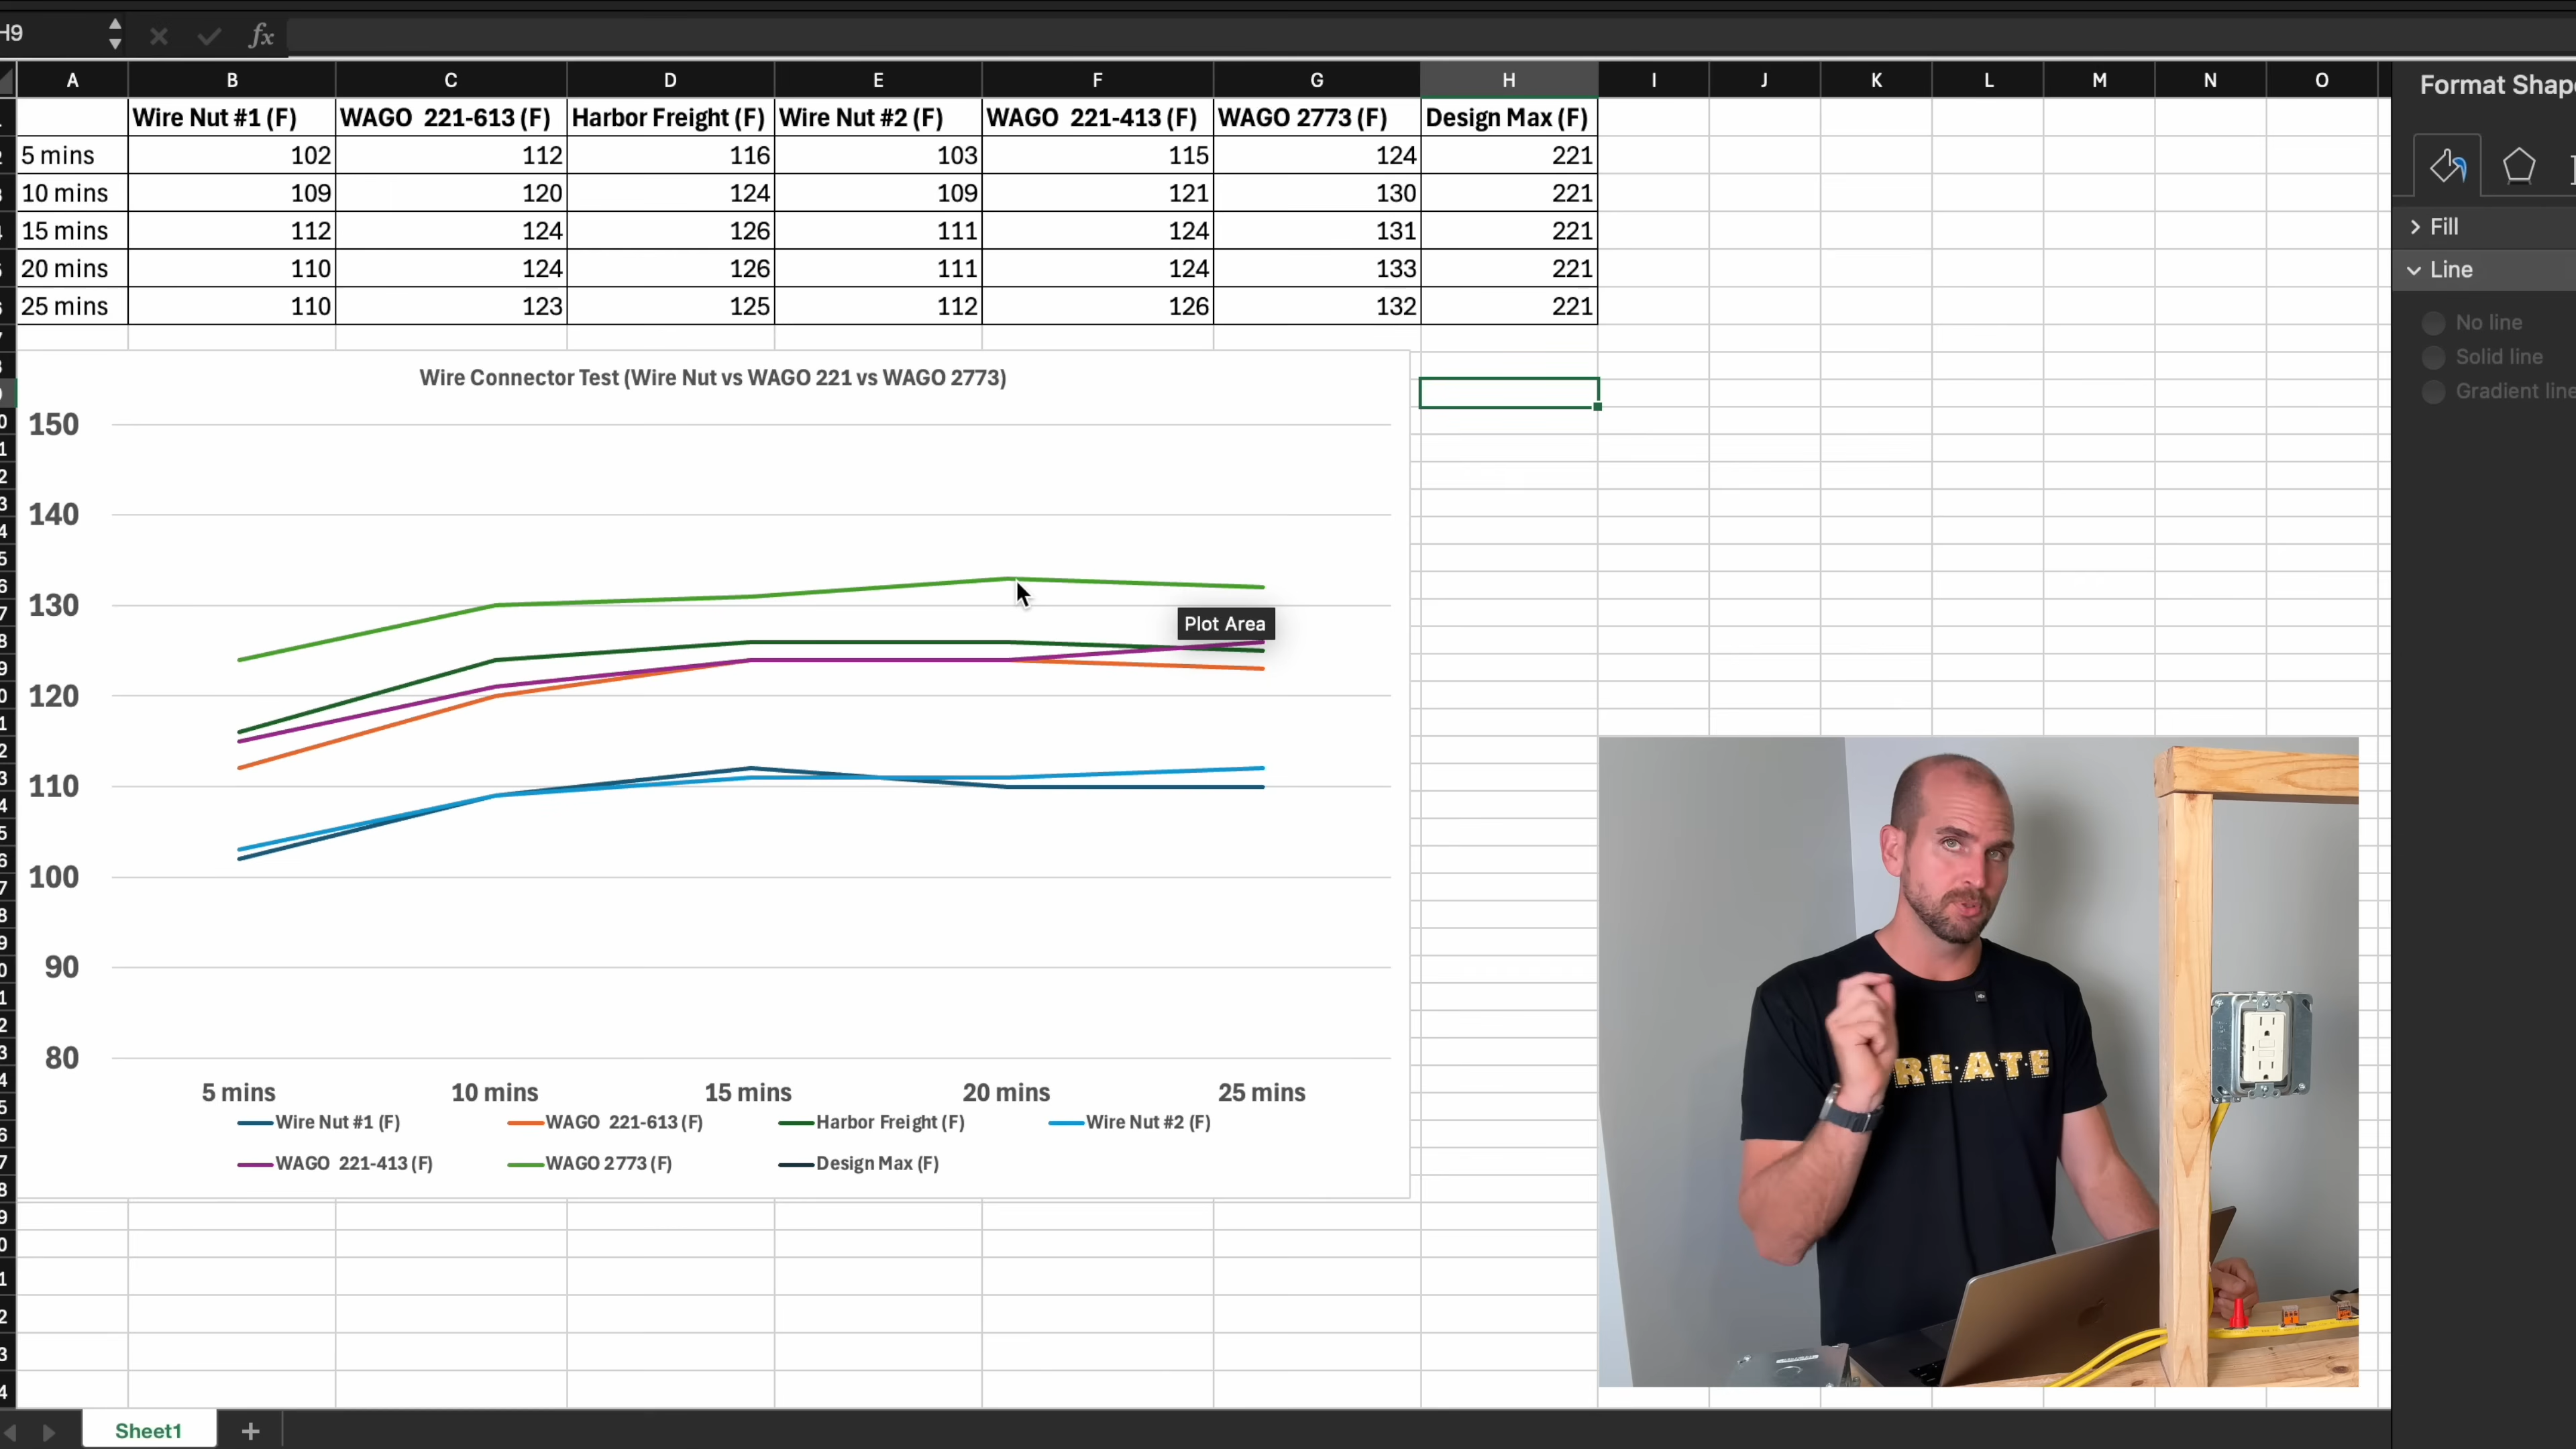 H9 fx
A B C D E F G H I J K L M N O
Format Shap
Wire Nut #1 (F) WAGO 221-613 (F) Harbor Freight (F) Wire Nut #2 (F) WAGO 221-413 (F) WAGO 2773 (F) Design Max (F)
5 mins 102 112 116 103 115 124 221
10 mins 109 120 124 109 121 130 221
15 mins 112 124 126 111 124 131 221
20 mins 110 124 126 111 124 133 221
25 mins 110 123 125 112 126 132 221
Fill
Line
No line
Solid line
Gradient line
Wire Connector Test (Wire Nut vs WAGO 221 vs WAGO 2773)
150
140
130
Plot Area
120
110
100
90
80
5 mins 10 mins 15 mins 20 mins 25 mins
Wire Nut #1 (F) WAGO 221-613 (F) Harbor Freight (F) Wire Nut #2 (F)
WAGO 221-413 (F) WAGO 2773 (F) Design Max (F)
R·E·A·T·E
Sheet1 +